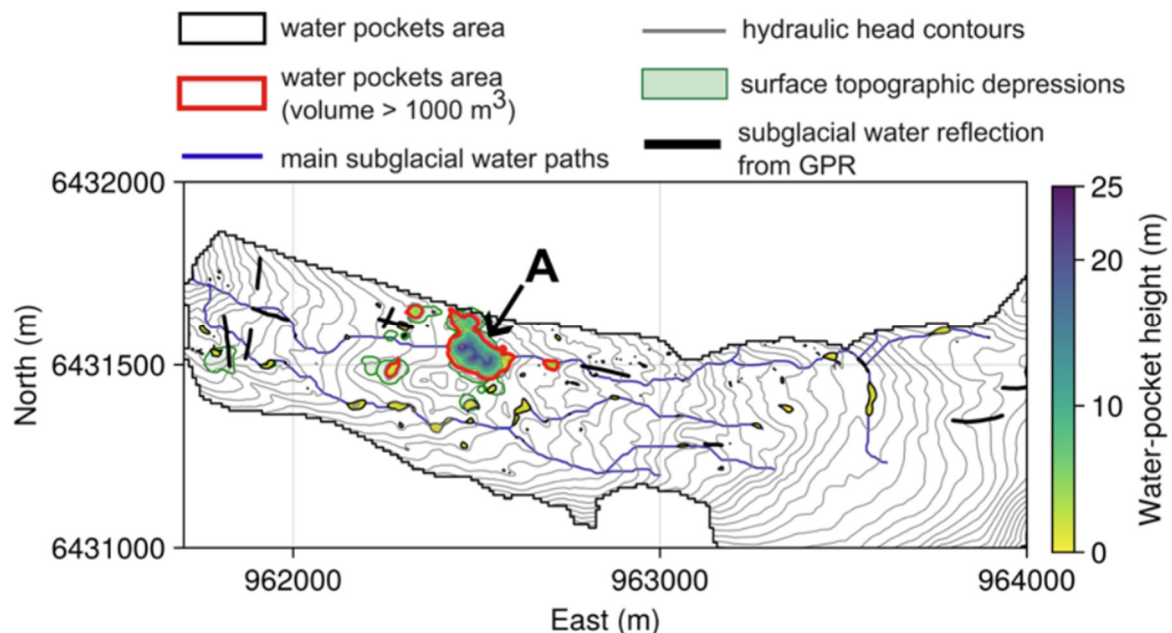 water pockets area
water pockets area
(volume > 1000 m³)
main subglacial water paths
hydraulic head contours
surface topographic depressions
subglacial water reflection
from GPR
6432000
6431500
6431000
North (m)
A
962000
963000
964000
East (m)
25
20
10
0
Water-pocket height (m)